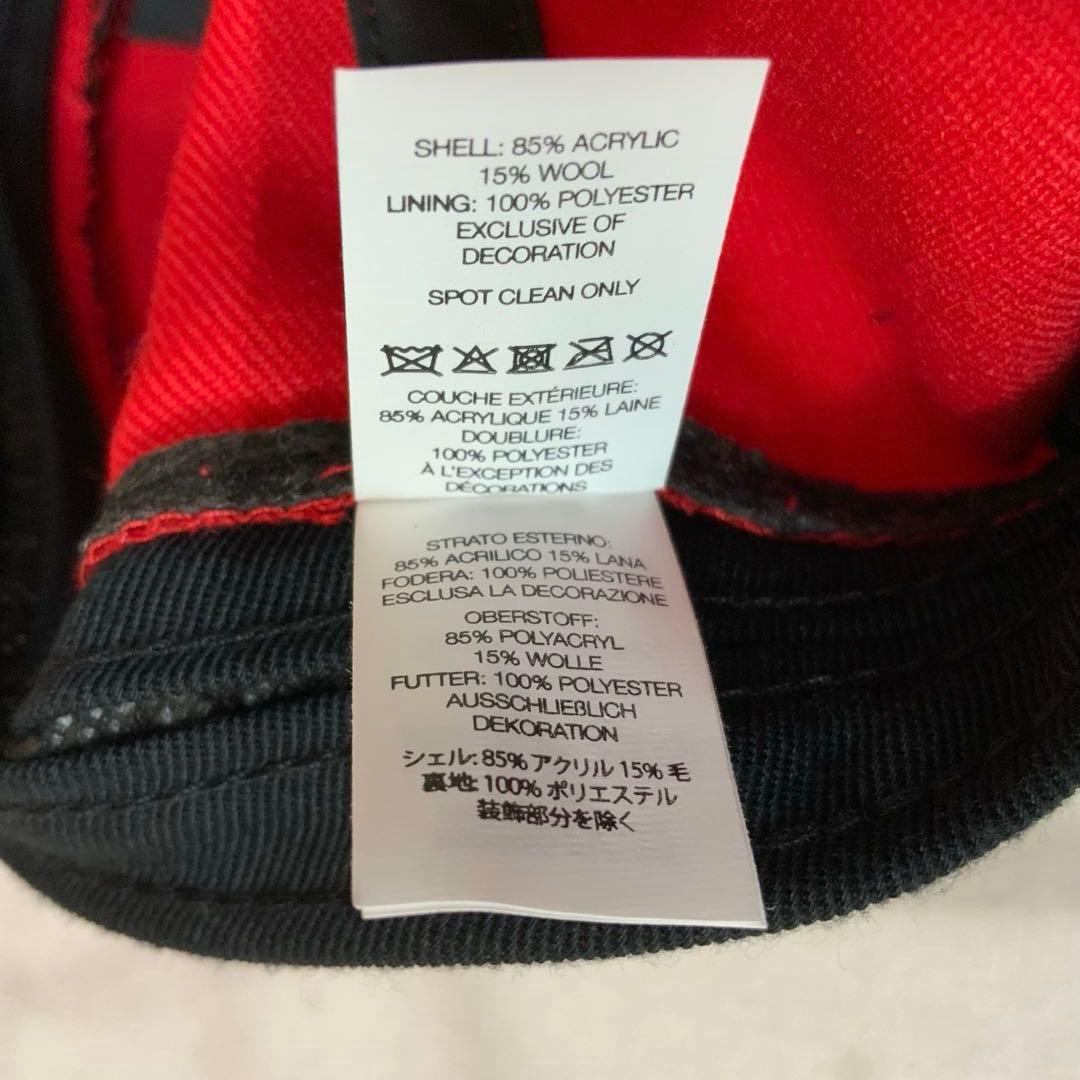 SHELL: 85% ACRYLIC
15% WOOL
LINING: 100% POLYESTER
EXCLUSIVE OF
DECORATION
SPOT CLEAN ONLY
COUCHE EXTÉRIEURE:
85% ACRYLIQUE 15% LAINE
DOUBLURE:
100% POLYESTER
À L'EXCEPTION DES
DÉCORATIONS
STRATO ESTERNO:
85% ACRILICO 15% LANA
FODERA: 100% POLIESTERE
ESCLUSA LA DECORAZIONE
OBERSTOFF:
85% POLYACRYL
15% WOLLE
FUTTER: 100% POLYESTER
AUSSCHLIEßLICH
DEKORATION
シェル: 85% アクリル 15% 毛
裏地: 100% ポリエステル
装飾部分を除く